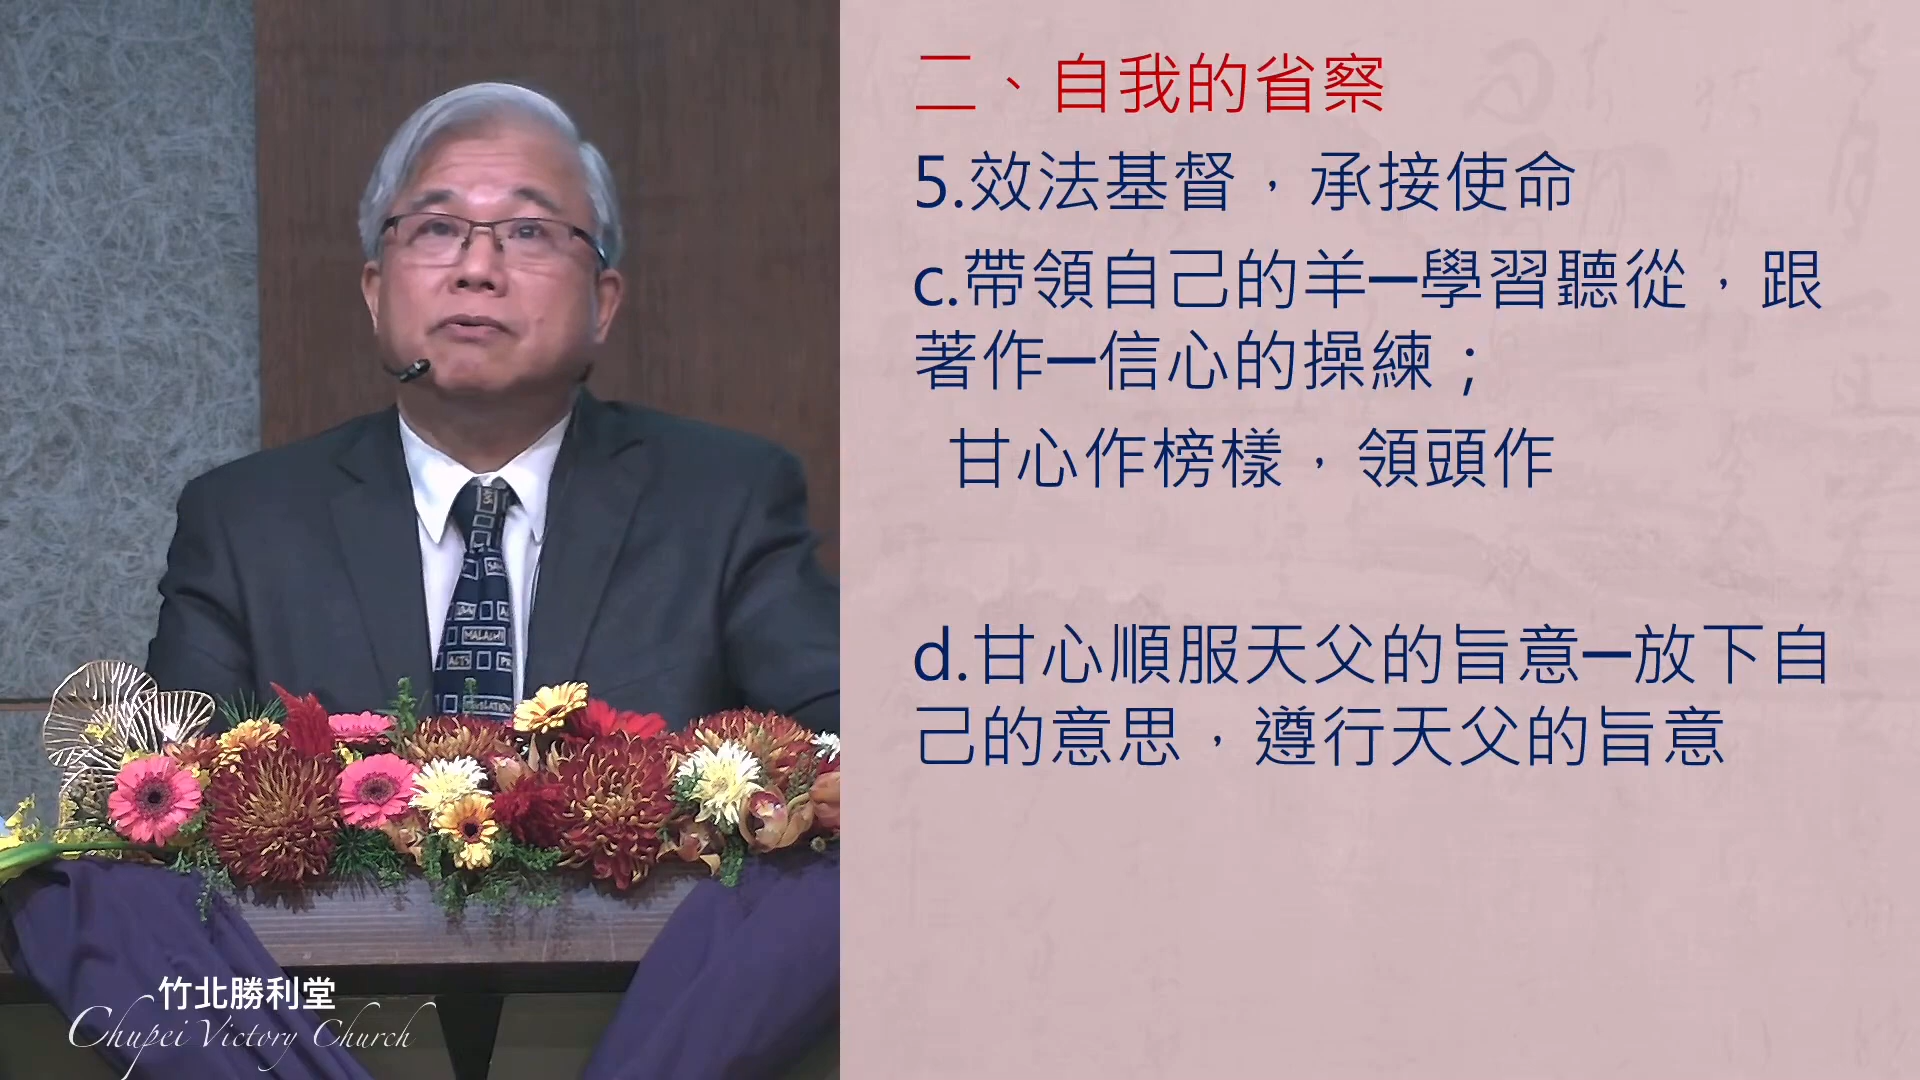 二、自我的省察
5.效法基督，承接使命
c.帶領自己的羊─學習聽從，跟
著作─信心的操練；
甘心作榜樣，領頭作
d.甘心順服天父的旨意─放下自
己的意思，遵行天父的旨意
MALACHI
ACTS
竹北勝利堂
Chupei Victory Church